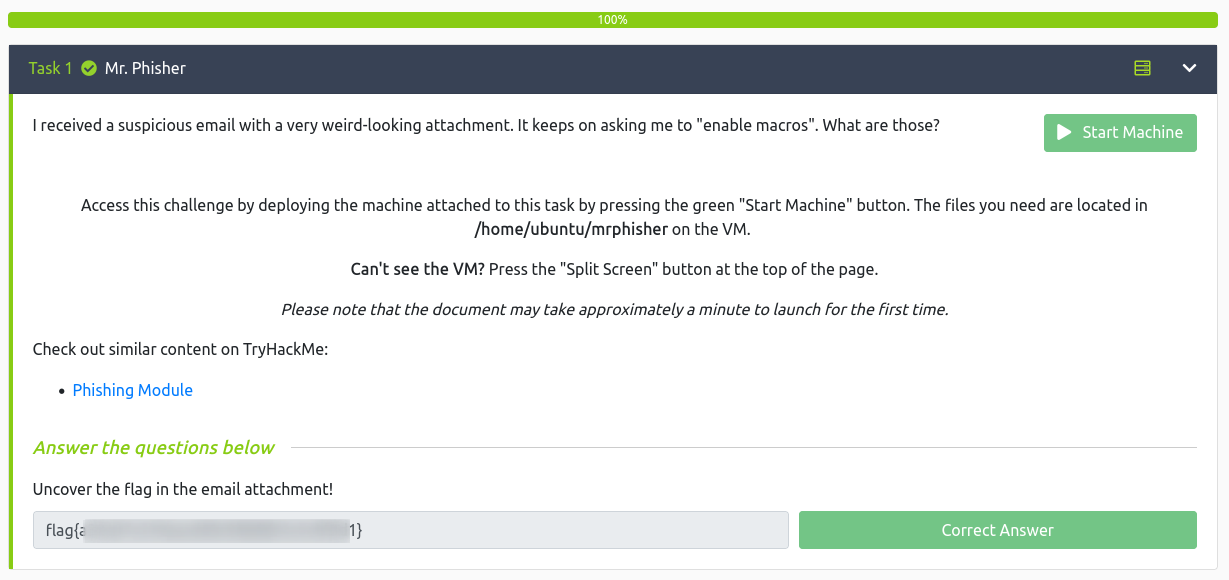 100%
Task 1 Mr. Phisher
I received a suspicious email with a very weird-looking attachment. It keeps on asking me to "enable macros". What are those?
Start Machine
Access this challenge by deploying the machine attached to this task by pressing the green "Start Machine" button. The files you need are located in
/home/ubuntu/mrphisher on the VM.
Can't see the VM? Press the "Split Screen" button at the top of the page.
Please note that the document may take approximately a minute to launch for the first time.
Check out similar content on TryHackMe:
• Phishing Module
Answer the questions below
Uncover the flag in the email attachment!
flag{a 1}
Correct Answer